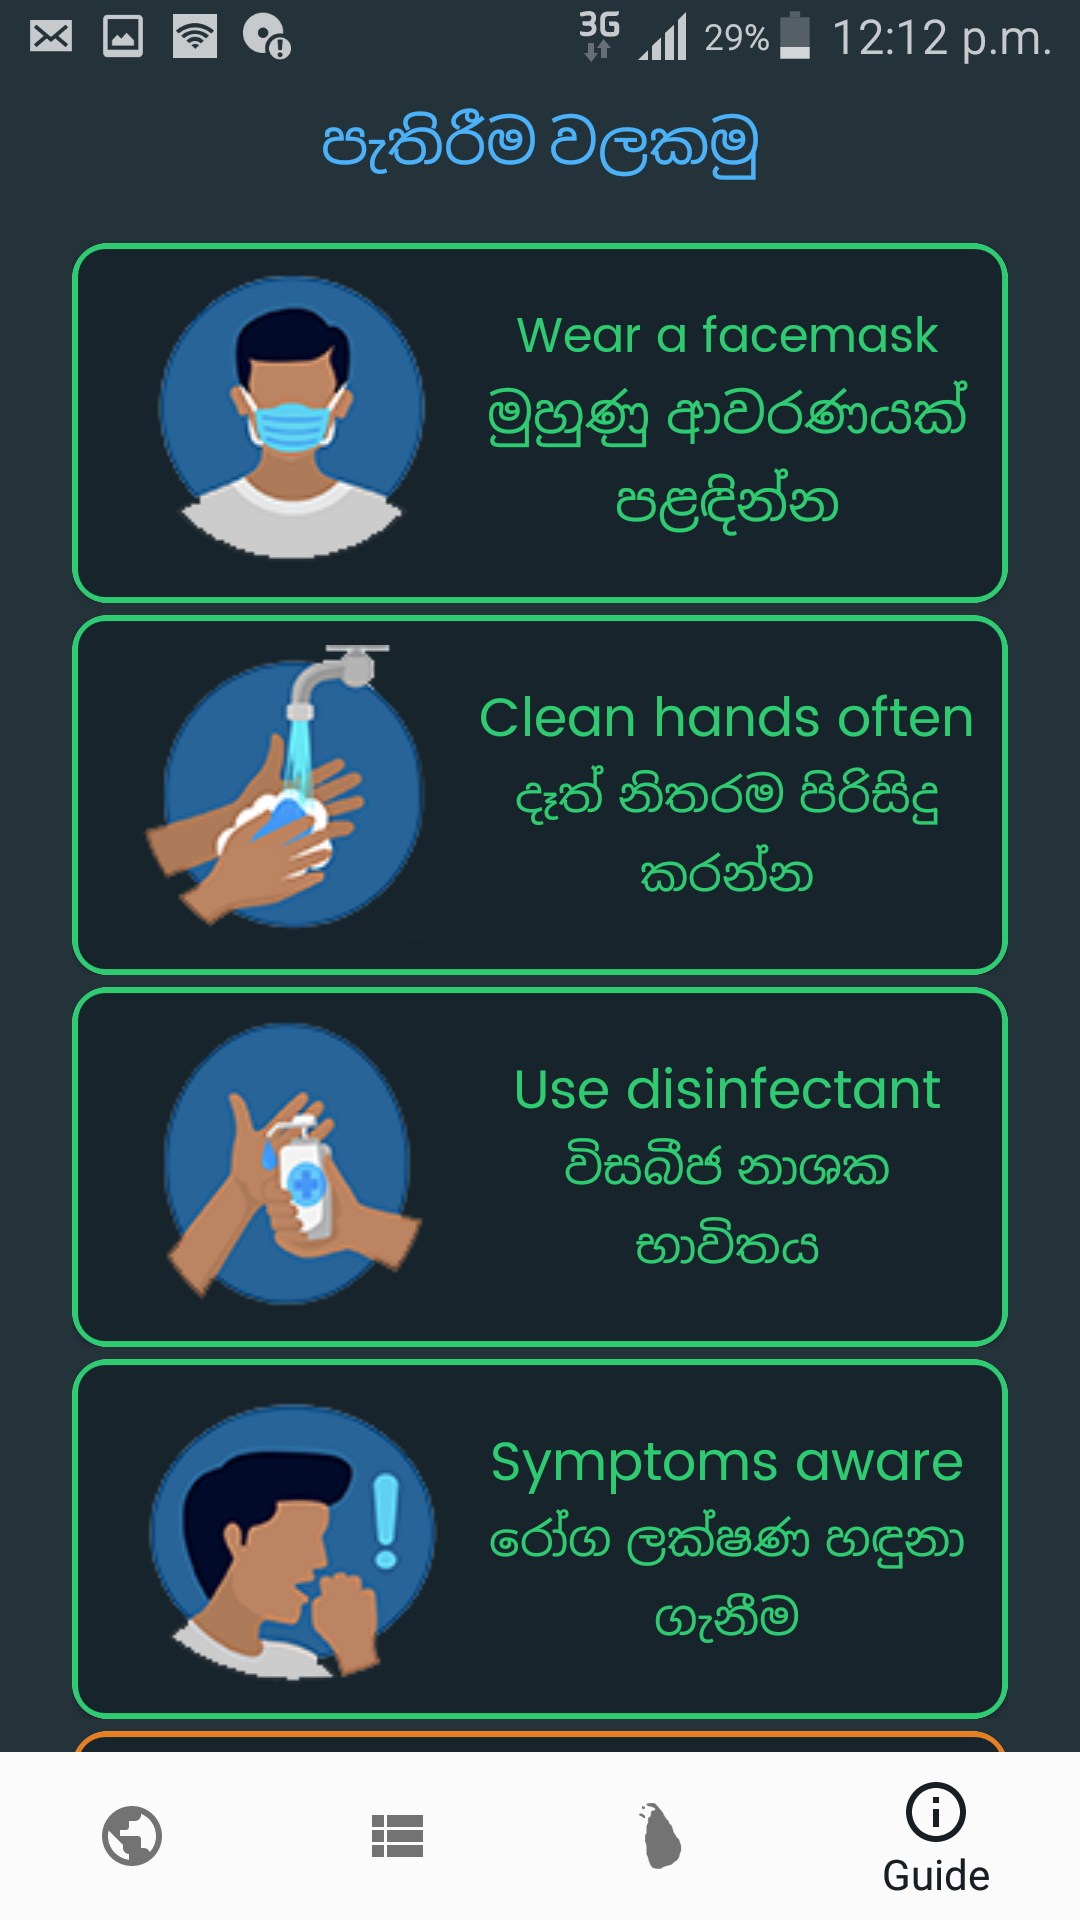 3G 29% 12:12 p.m.
පැතිරීම වලකමු
Wear a facemask
මුහුණු ආවරණයක්
පළඳින්න
Clean hands often
දෑත් නිතරම පිරිසිදු
කරන්න
Use disinfectant
විසබීජ නාශක
භාවිතය
Symptoms aware
රෝග ලක්ෂණ හඳුනා
ගැනීම
Guide